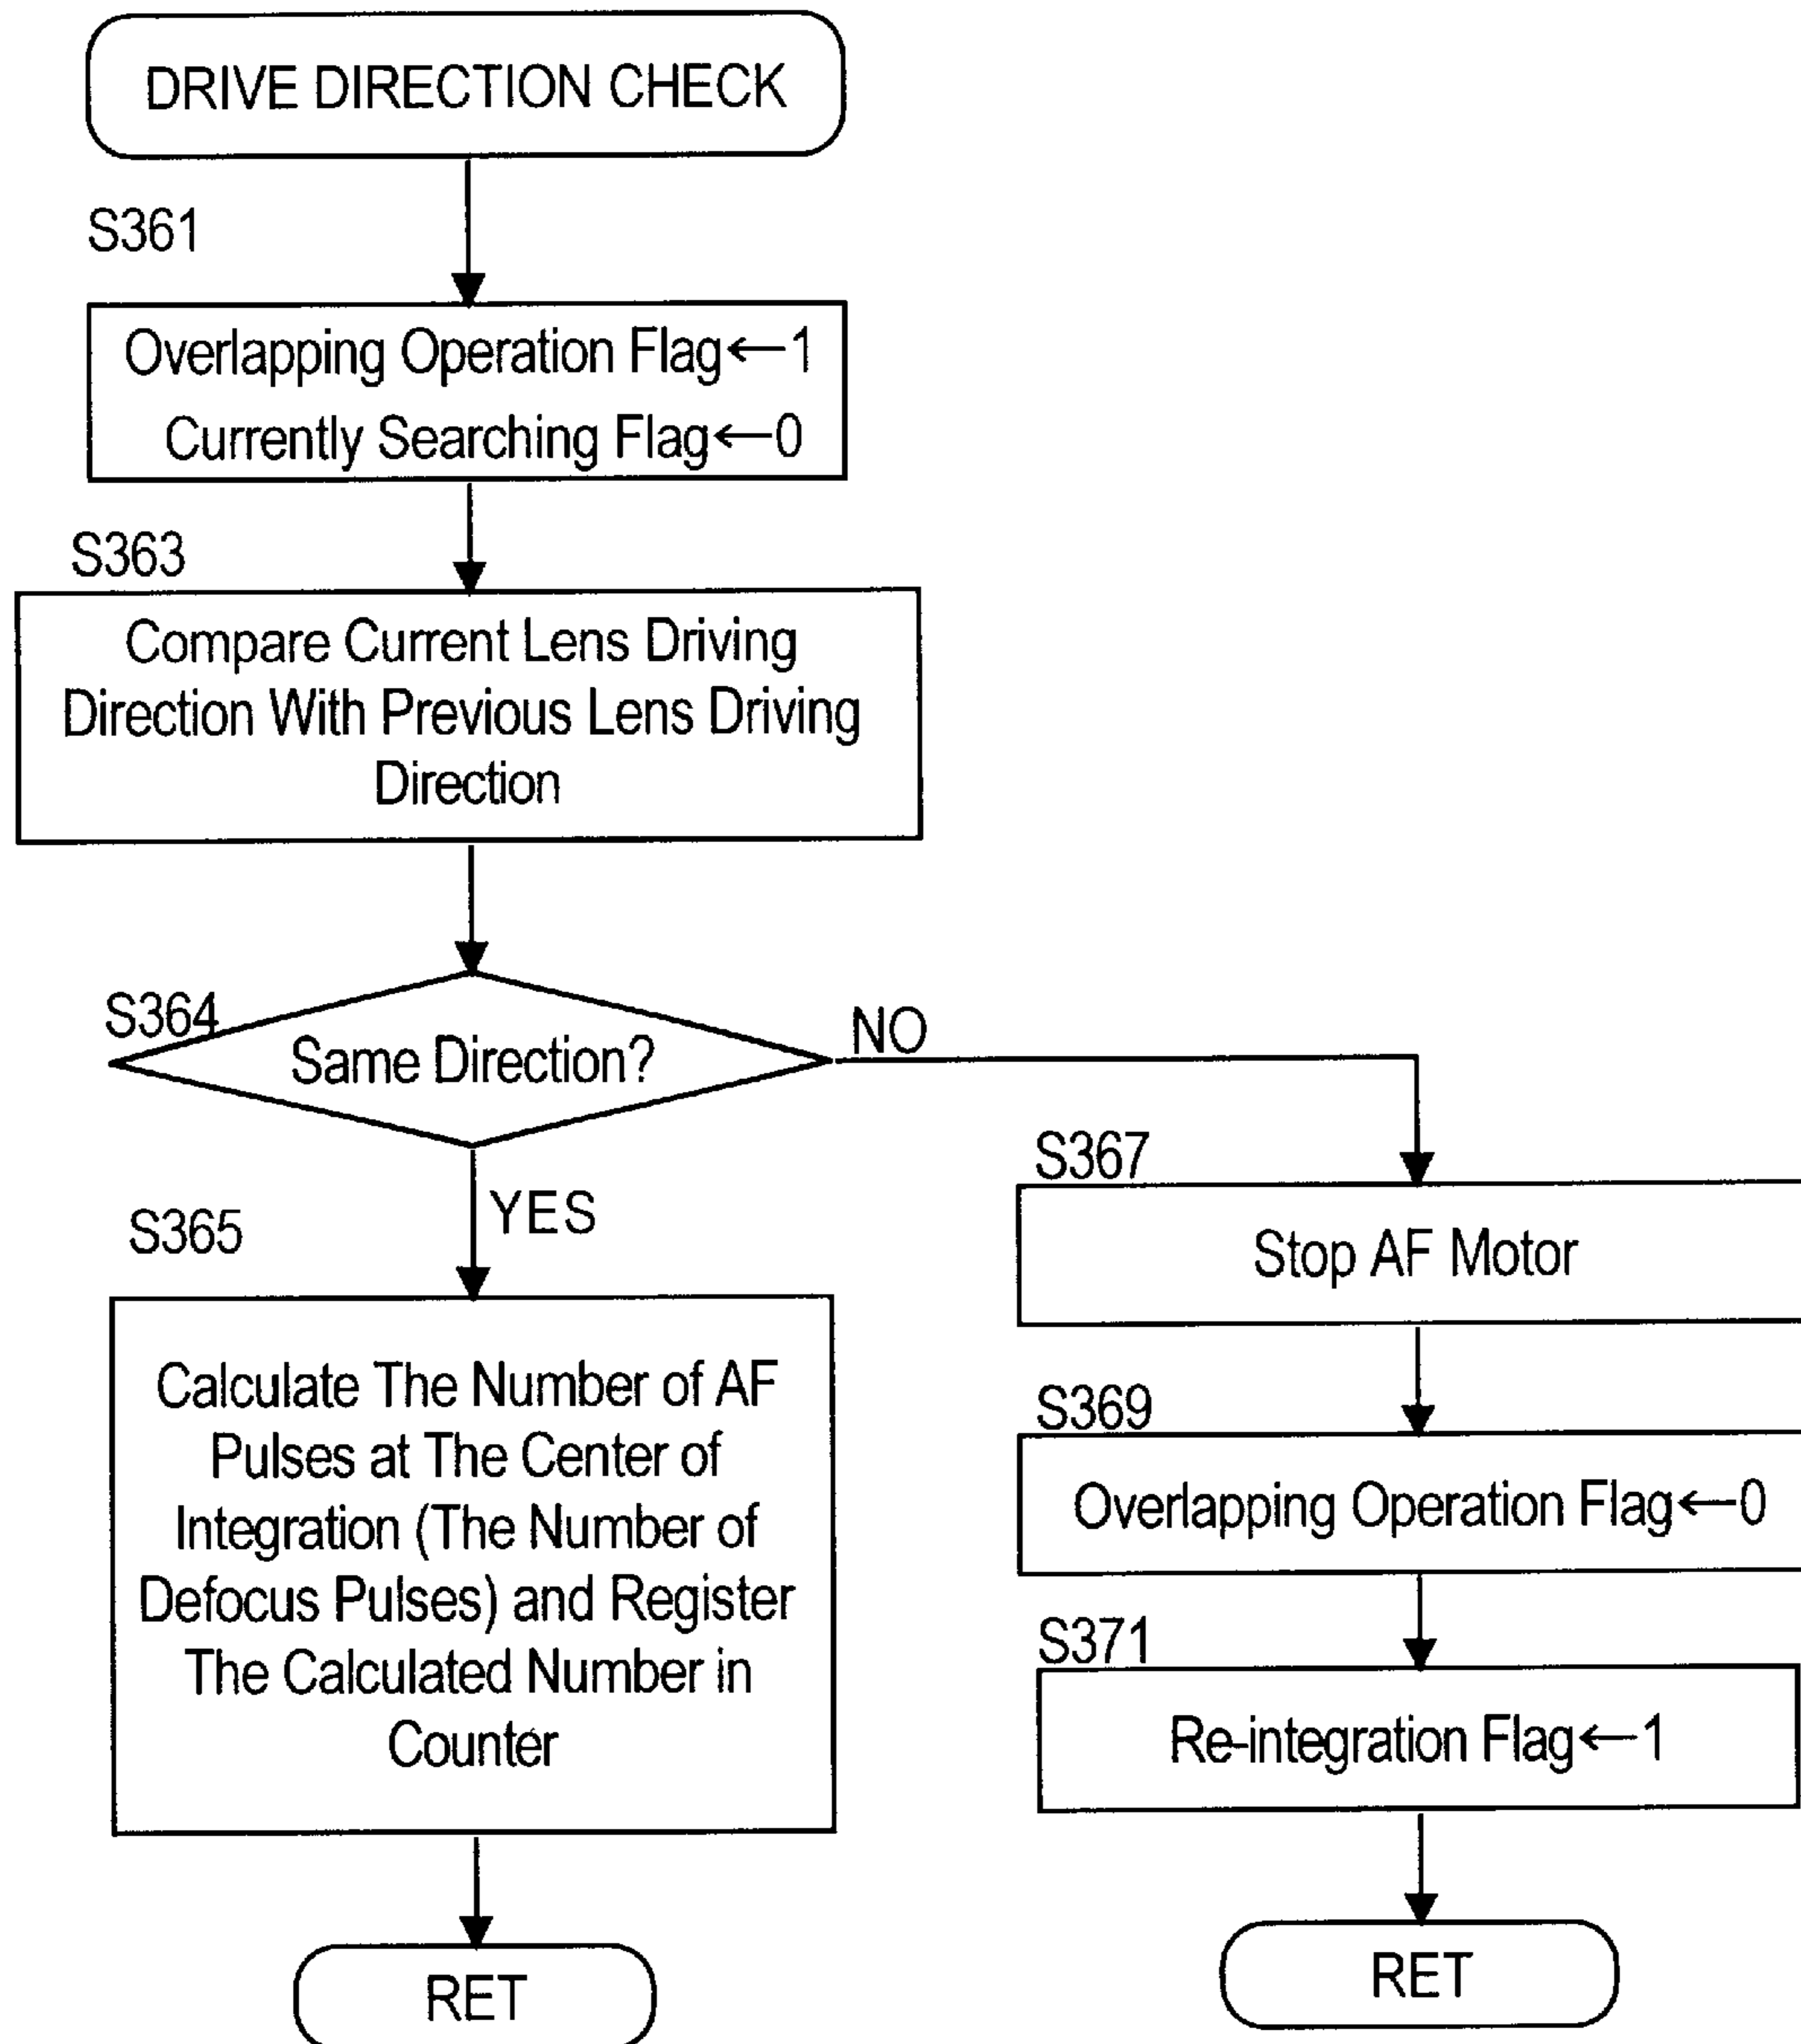 DRIVE DIRECTION CHECK
S361
Overlapping Operation Flag←1
Currently Searching Flag←0
S363
Compare Current Lens Driving
Direction With Previous Lens Driving
Direction
S364
Same Direction?
NO
YES
S365
Calculate The Number of AF
Pulses at The Center of
Integration (The Number of
Defocus Pulses) and Register
The Calculated Number in
Counter
RET
S367
Stop AF Motor
S369
Overlapping Operation Flag←0
S371
Re-integration Flag←1
RET